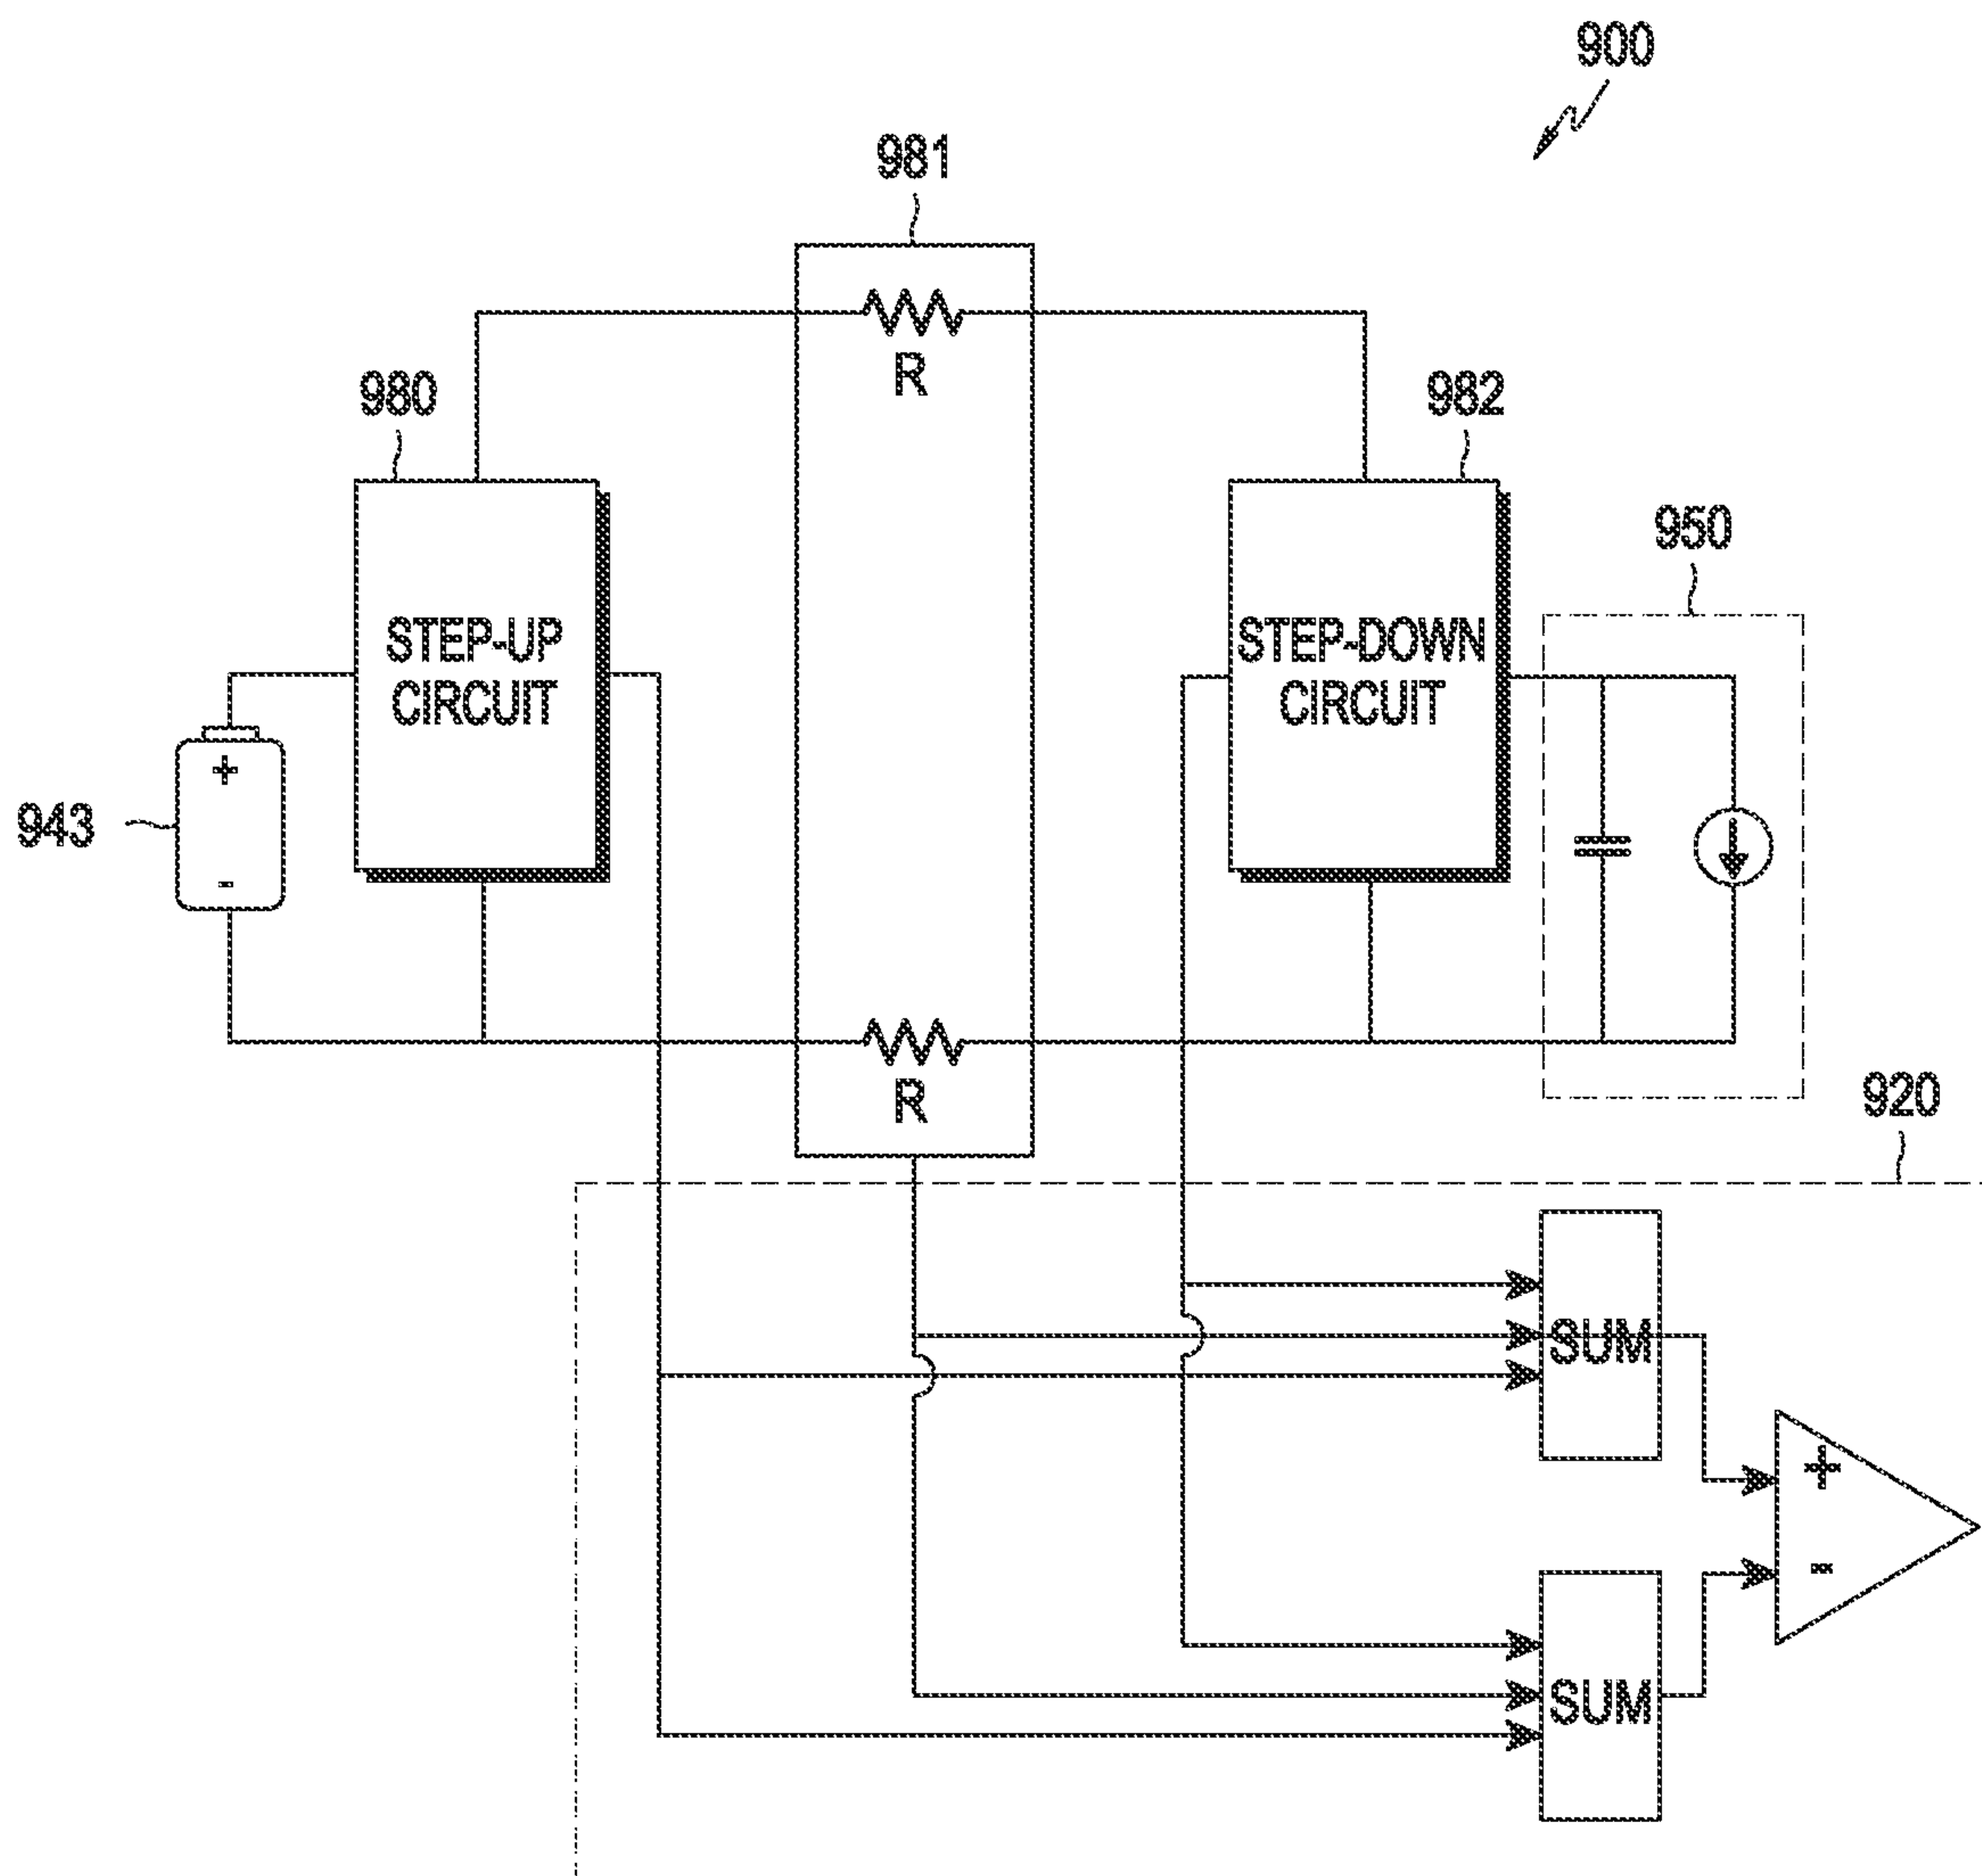 900
981
R
980
982
950
STEP-UP
CIRCUIT
STEP-DOWN
CIRCUIT
+
-
943
R
920
SUM
+
-
SUM